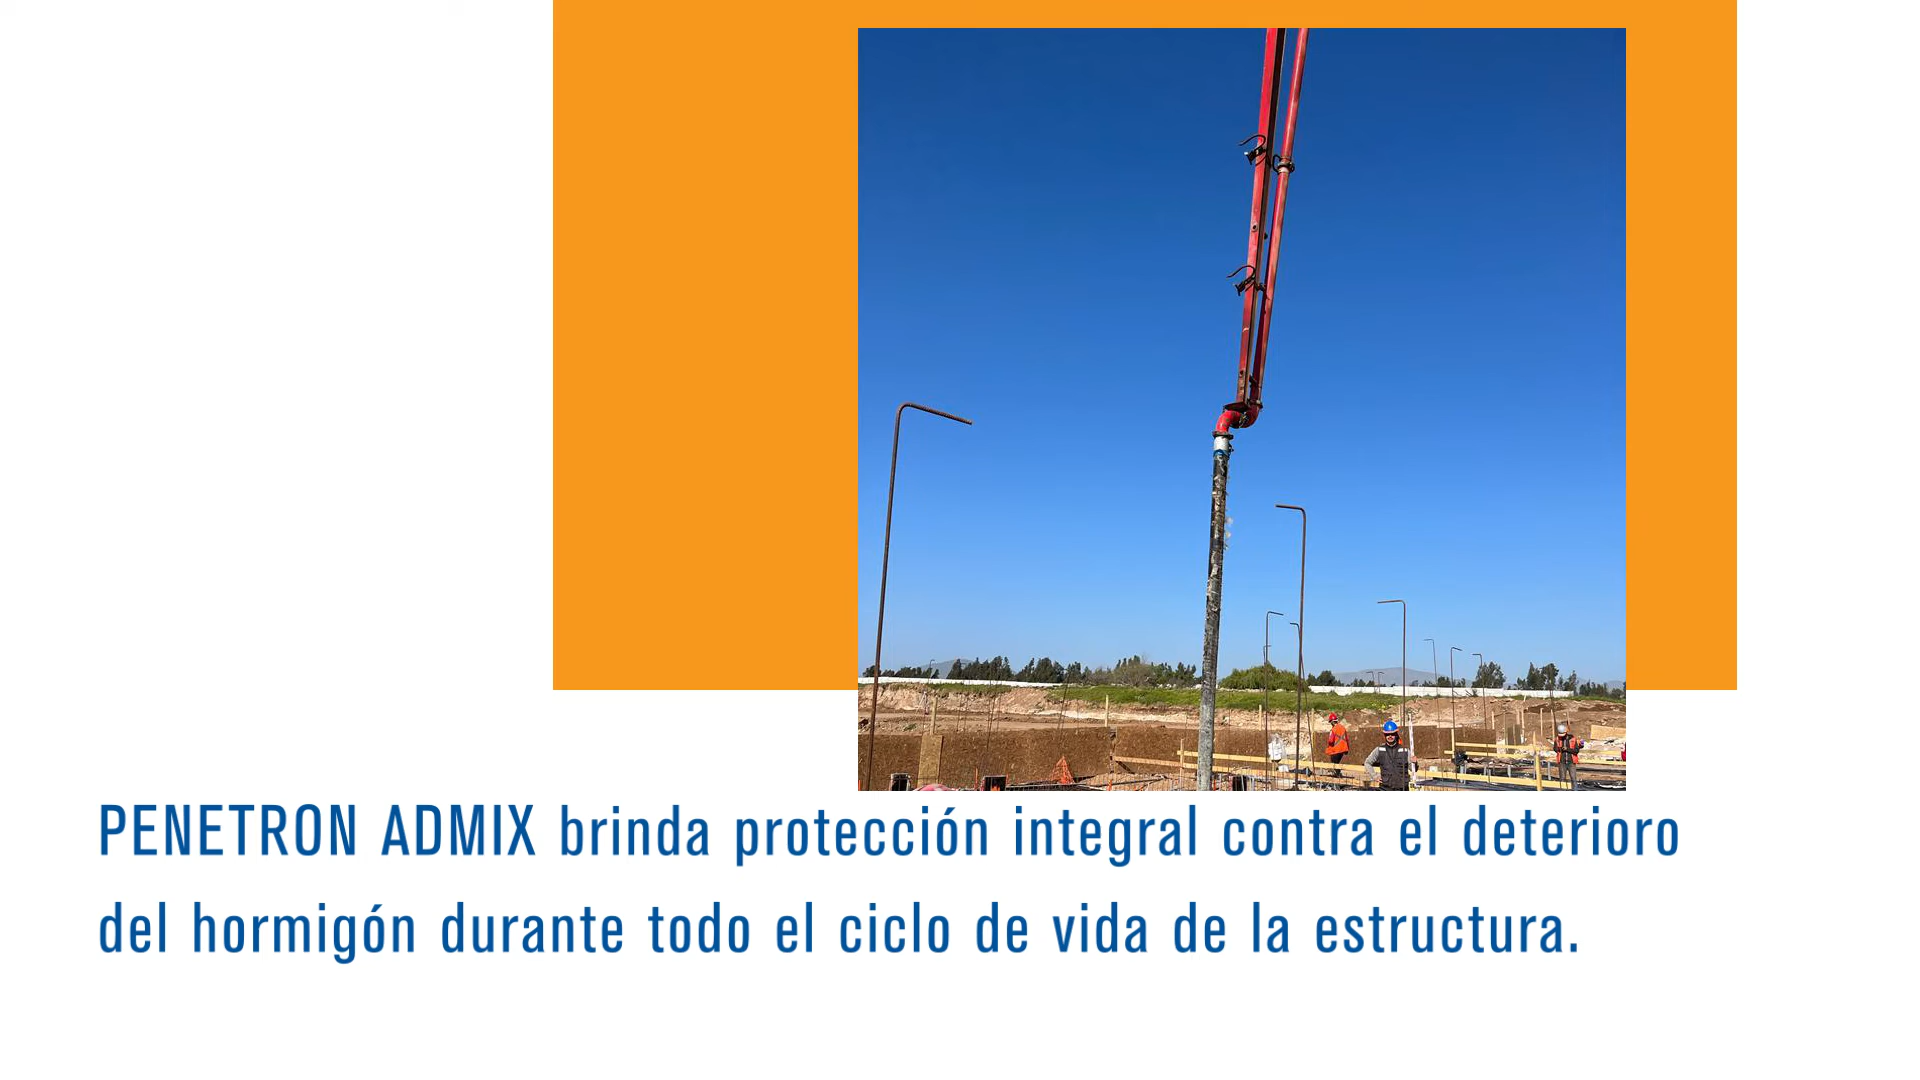 PENETRON ADMIX brinda protección integral contra el deterioro
del hormigón durante todo el ciclo de vida de la estructura.